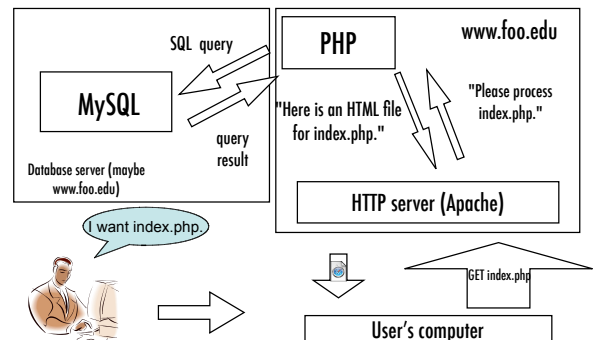 SQL query
PHP
www.foo.edu
MySQL
"Please process
index.php."
"Here is an HTML file
for index.php."
query
result
Database server (maybe
www.foo.edu)
HTTP server (Apache)
I want index.php.
GET index.php
User's computer